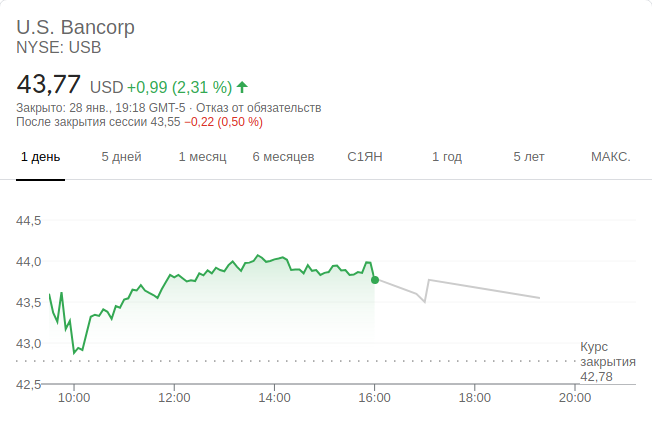 U.S. Bancorp
NYSE: USB
43,77 USD +0,99 (2,31 %)
Закрыто: 28 янв., 19:18 GMT-5 · Отказ от обязательств
После закрытия сессии 43,55 −0,22 (0,50 %)
1 день 5 дней 1 месяц 6 месяцев С1ЯН 1 год 5 лет МАКС.
44,5
44,0
43,5
43,0
Курс
закрытия
42,78
42,5
10:00 12:00 14:00 16:00 18:00 20:00